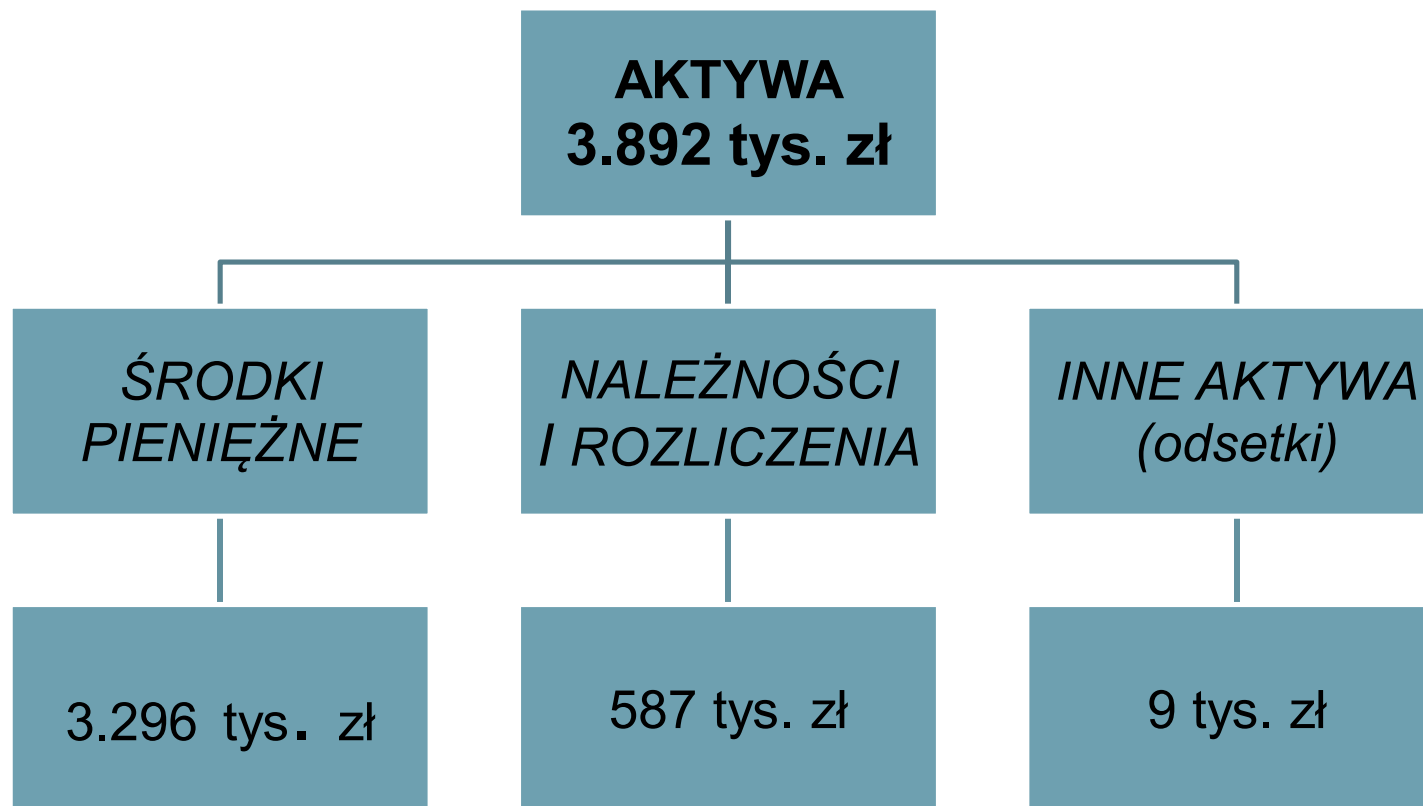 AKTYWA
3.892 tys. zł
ŚRODKI
PIENIĘŻNE
NALEŻNOŚCI
I ROZLICZENIA
INNE AKTYWA
(odsetki)
3.296 tys. zł
587 tys. zł
9 tys. zł